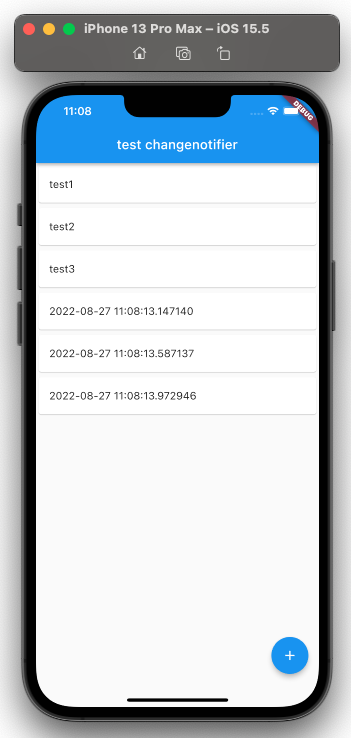 iPhone 13 Pro Max – iOS 15.5
11:08
DEBUG
test changenotifier
test1
test2
test3
2022-08-27 11:08:13.147140
2022-08-27 11:08:13.587137
2022-08-27 11:08:13.972946
+